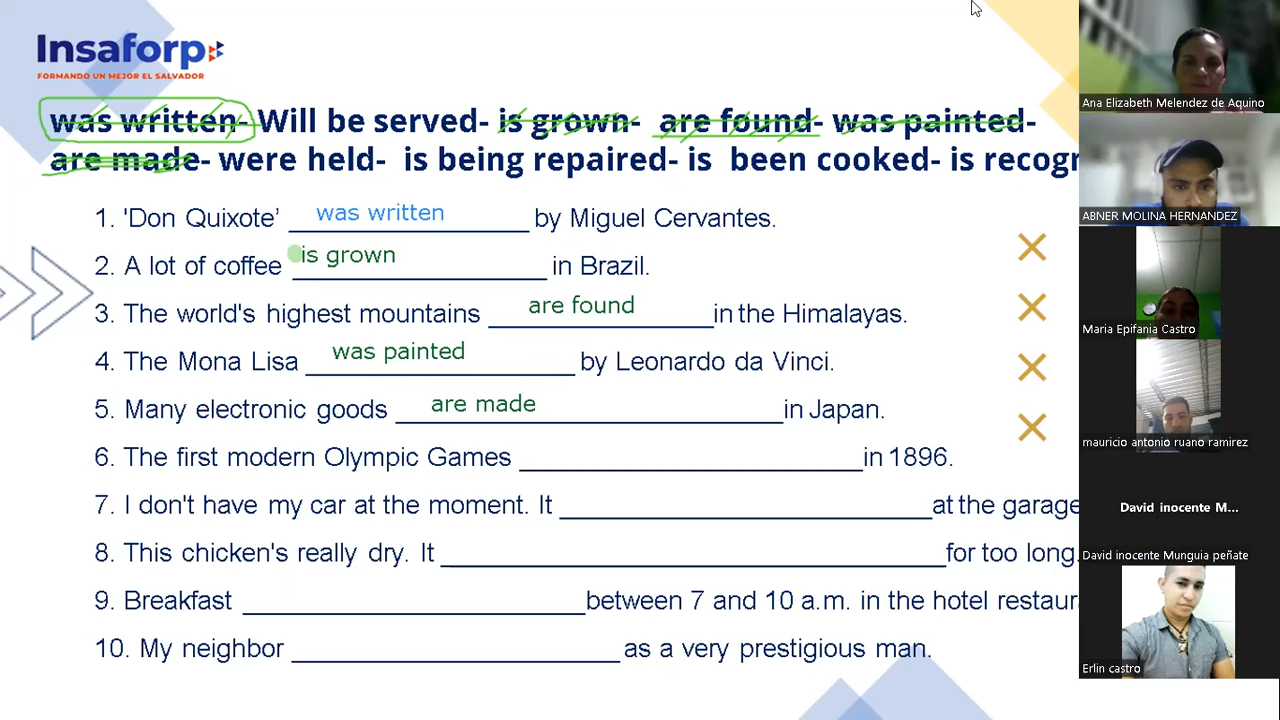 Insaforp
FORMANDO UN MEJOR EL SALVADOR
was written- Will be served- is grown- are found- was painted-
are made- were held- is being repaired- is been cooked- is recogn
1. 'Don Quixote’ was written by Miguel Cervantes.
2. A lot of coffee is grown in Brazil.
3. The world's highest mountains are found in the Himalayas.
4. The Mona Lisa was painted by Leonardo da Vinci.
5. Many electronic goods are made in Japan.
6. The first modern Olympic Games ____ in 1896.
7. I don't have my car at the moment. It ____ at the garage
8. This chicken's really dry. It ____ for too long.
9. Breakfast ____ between 7 and 10 a.m. in the hotel restaur
10. My neighbor ____ as a very prestigious man.
Ana Elizabeth Melendez de Aquino
ABNER MOLINA HERNANDEZ
Maria Epifania Castro
mauricio antonio ruano ramirez
David inocente M...
David inocente Munguia peñate
Erlin castro